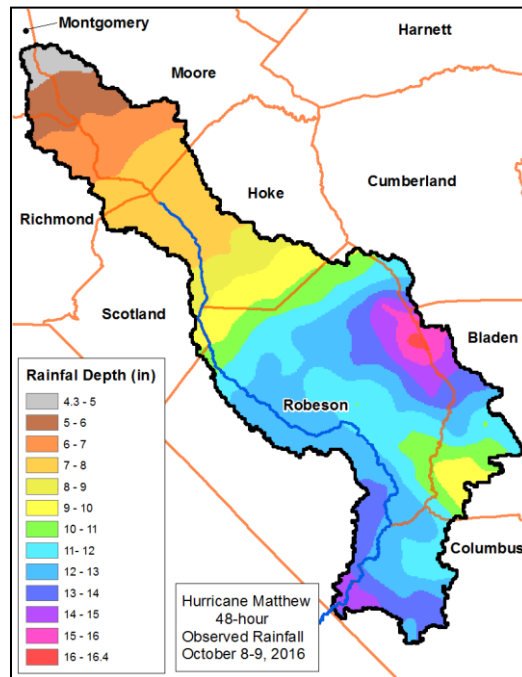 Montgomery
Harnett
Moore
Hoke
Cumberland
Richmond
Scotland
Bladen
Robeson
Columbus
Rainfal Depth (in)
4.3 - 5
5 - 6
6 - 7
7 - 8
8 - 9
9 - 10
10 - 11
11- 12
12 - 13
13 - 14
14 - 15
15 - 16
16 - 16.4
Hurricane Matthew
48-hour
Observed Rainfall
October 8-9, 2016